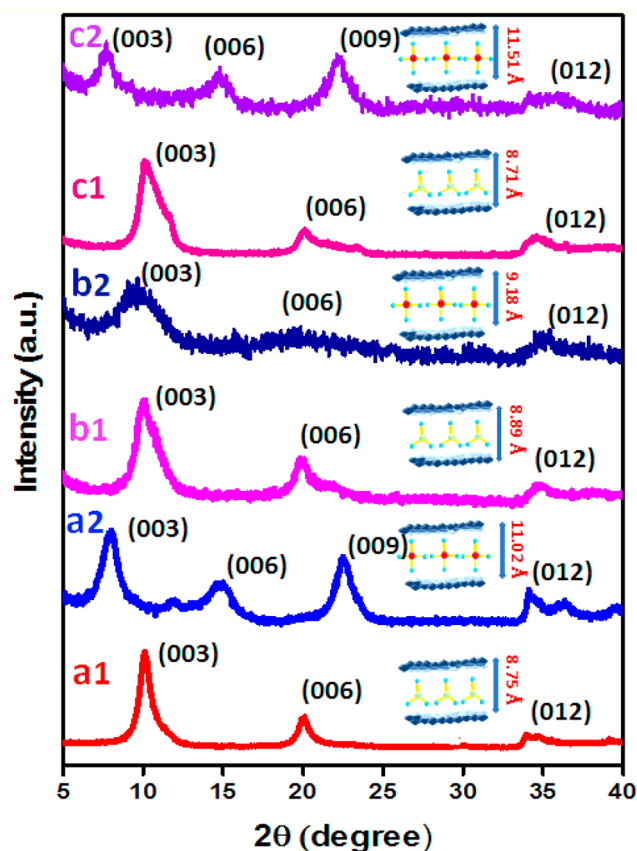 c2 (003) (006) (009) (012) 11.51 Å
c1 (003) (006) (012) 8.71 Å
b2 (003) (006) (012) 9.18 Å
b1 (003) (006) (012) 8.89 Å
a2 (003) (006) (009) (012) 11.02 Å
a1 (003) (006) (012) 8.75 Å
Intensity (a.u.)
5 10 15 20 25 30 35 40
2θ (degree)